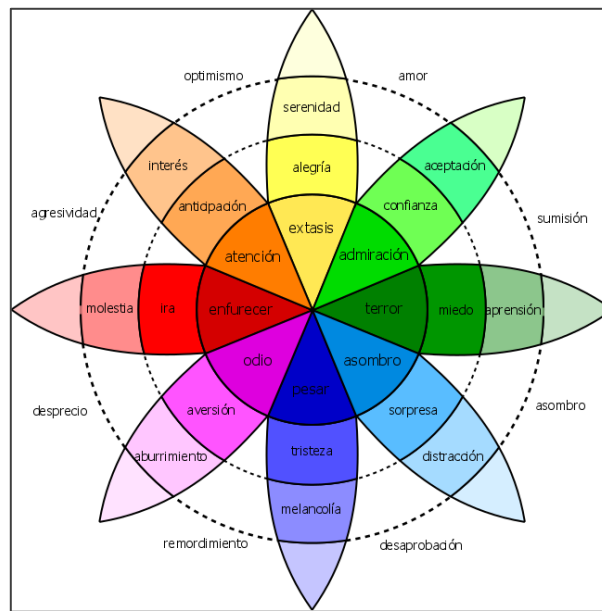 optimismo
amor
serenidad
interés
alegría
aceptación
agresividad
anticipación
confianza
sumisión
extasis
atención
admiración
molestia
ira
enfurecer
terror
miedo
aprensión
odio
asombro
pesar
desprecio
aversión
sorpresa
asombro
aburrimiento
tristeza
distracción
melancolía
remordimiento
desaprobación